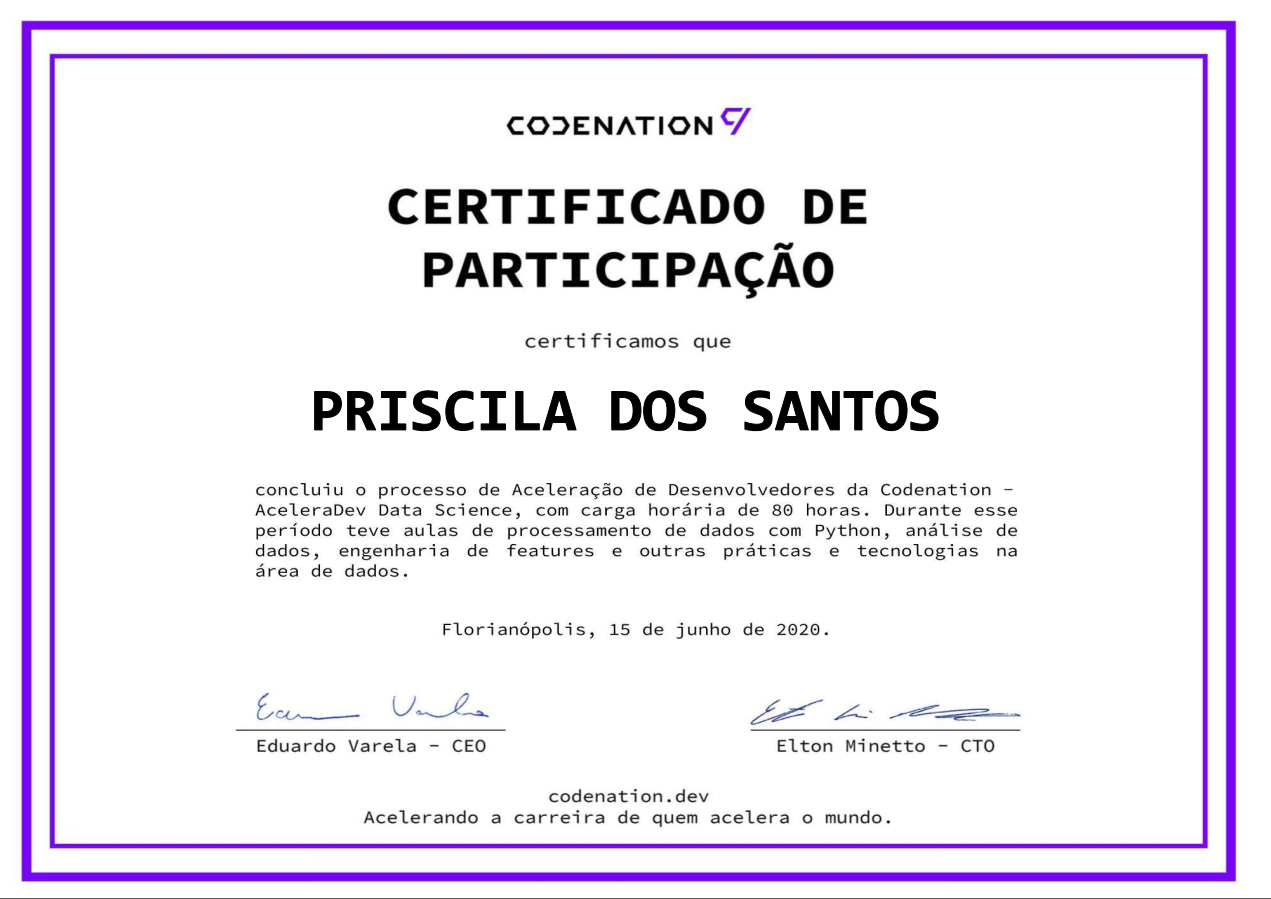 CODENATION
CERTIFICADO DE
PARTICIPAÇÃO
certificamos que
PRISCILA DOS SANTOS
concluiu o processo de Aceleração de Desenvolvedores da Codenation –
AceleraDev Data Science, com carga horária de 80 horas. Durante esse
período teve aulas de processamento de dados com Python, análise de
dados, engenharia de features e outras práticas e tecnologias na
área de dados.
Florianópolis, 15 de junho de 2020.
Eduardo Varela – CEO
Elton Minetto – CTO
codenation.dev
Acelerando a carreira de quem acelera o mundo.